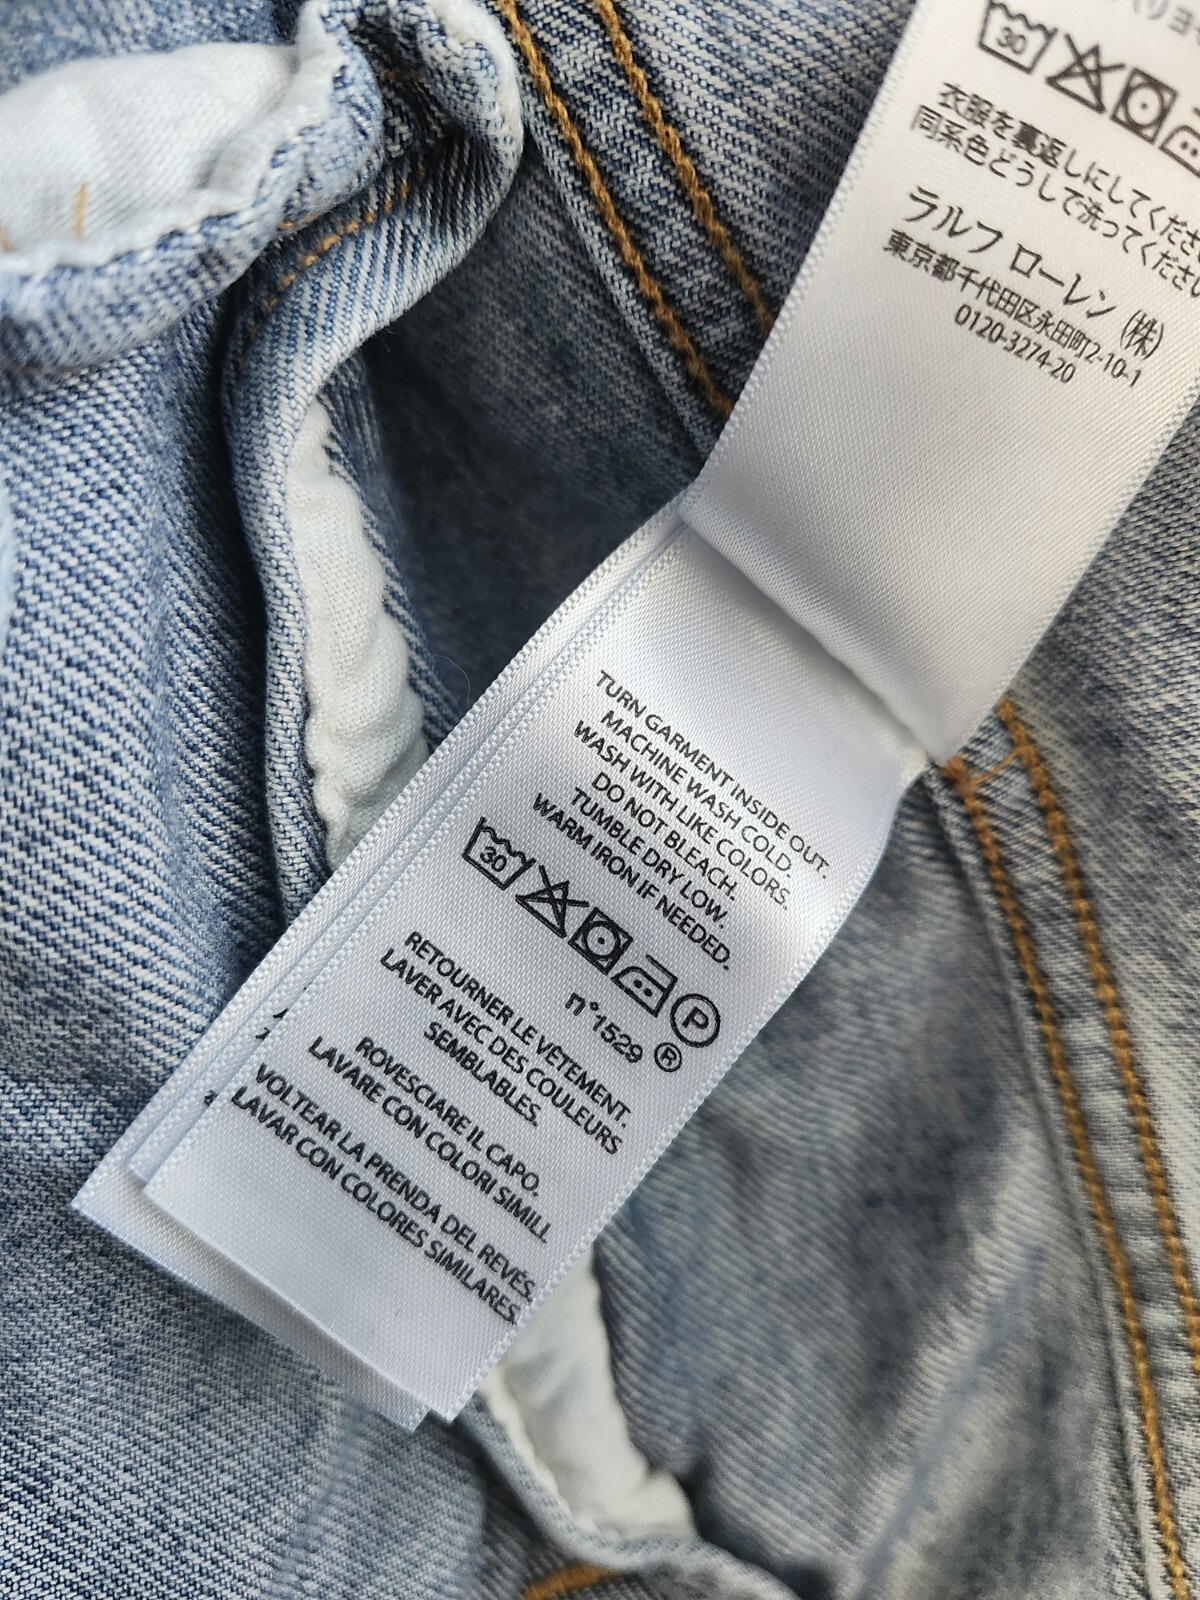 30
衣服を裏返しにしてください
同系色どうしで洗ってください
ラルフ ローレン (株)
東京都千代田区永田町2-10-1
0120-3274-20
TURN GARMENT INSIDE OUT.
MACHINE WASH COLD.
WASH WITH LIKE COLORS.
DO NOT BLEACH.
TUMBLE DRY LOW.
WARM IRON IF NEEDED.
30
P
n°1529 ®
RETOURNER LE VÊTEMENT.
LAVER AVEC DES COULEURS
SEMBLABLES.
ROVESCIARE IL CAPO.
LAVARE CON COLORI SIMILI.
VOLTEAR LA PRENDA DEL REVÉS.
LAVAR CON COLORES SIMILARES.